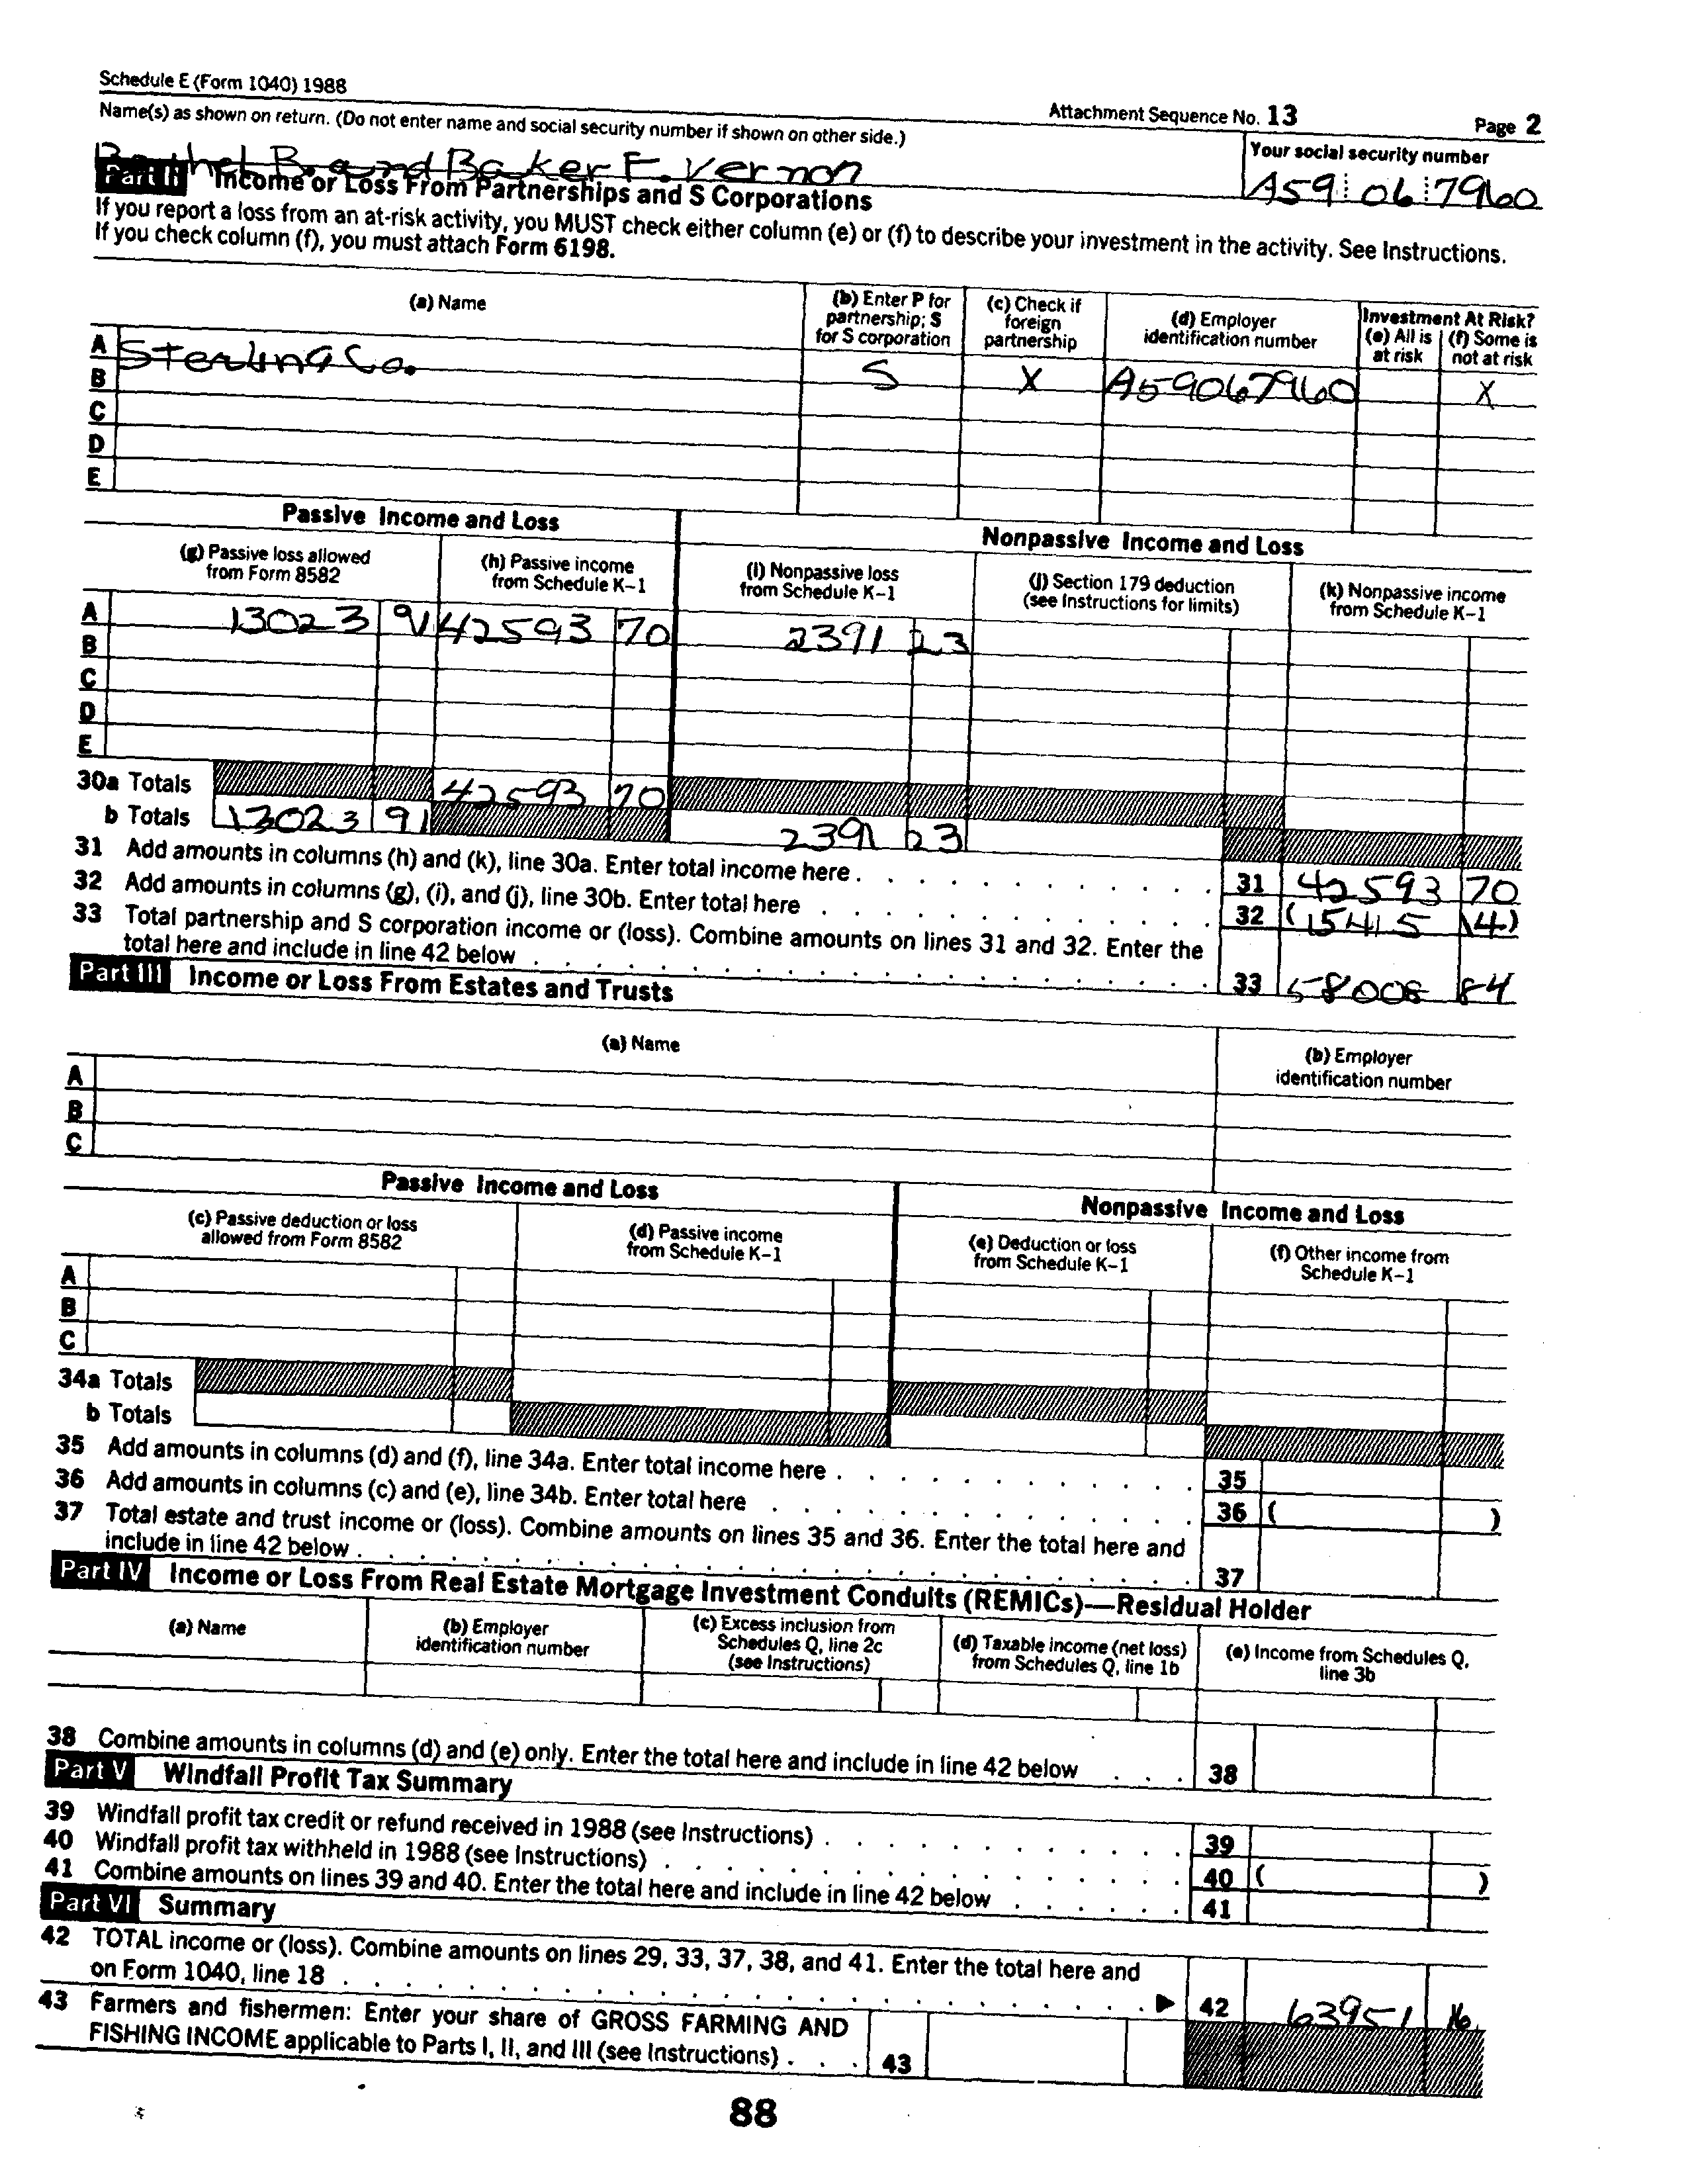 Schedule E (Form 1040) 1988
Attachment Sequence No. 13
Page 2
Name(s) as shown on return. (Do not enter name and social security number if shown on other side.)
Your social security number
B. and Baker F. Vernon
A59 06 7960
Part II Income or Loss From Partnerships and S Corporations
If you report a loss from an at-risk activity, you MUST check either column (e) or (f) to describe your investment in the activity. See Instructions.
If you check column (f), you must attach Form 6198.
(a) Name
(b) Enter P for partnership; S for S corporation
(c) Check if foreign partnership
(d) Employer identification number
Investment At Risk?
(e) All is at risk
(f) Some is not at risk
A Sterling Co. S X A59067960 X
B
C
D
E
Passive Income and Loss
Nonpassive Income and Loss
(g) Passive loss allowed from Form 8582
(h) Passive income from Schedule K-1
(i) Nonpassive loss from Schedule K-1
(j) Section 179 deduction (see Instructions for limits)
(k) Nonpassive income from Schedule K-1
A 13023 91 42593 70 2391 23
B
C
D
E
30a Totals 42593 70
b Totals 13023 91 2391 23
31 Add amounts in columns (h) and (k), line 30a. Enter total income here . 31 42593 70
32 Add amounts in columns (g), (i), and (j), line 30b. Enter total here . 32 (15415 14)
33 Total partnership and S corporation income or (loss). Combine amounts on lines 31 and 32. Enter the
total here and include in line 42 below . 33 58008 84
Part III Income or Loss From Estates and Trusts
(a) Name
(b) Employer identification number
A
B
C
Passive Income and Loss
Nonpassive Income and Loss
(c) Passive deduction or loss allowed from Form 8582
(d) Passive income from Schedule K-1
(e) Deduction or loss from Schedule K-1
(f) Other income from Schedule K-1
A
B
C
34a Totals
b Totals
35 Add amounts in columns (d) and (f), line 34a. Enter total income here . 35
36 Add amounts in columns (c) and (e), line 34b. Enter total here . 36 ( )
37 Total estate and trust income or (loss). Combine amounts on lines 35 and 36. Enter the total here and
include in line 42 below . 37
Part IV Income or Loss From Real Estate Mortgage Investment Conduits (REMICs)—Residual Holder
(a) Name
(b) Employer identification number
(c) Excess inclusion from Schedules Q, line 2c (see Instructions)
(d) Taxable income (net loss) from Schedules Q, line 1b
(e) Income from Schedules Q, line 3b
38 Combine amounts in columns (d) and (e) only. Enter the total here and include in line 42 below . 38
Part V Windfall Profit Tax Summary
39 Windfall profit tax credit or refund received in 1988 (see Instructions) . 39
40 Windfall profit tax withheld in 1988 (see Instructions) . 40 ( )
41 Combine amounts on lines 39 and 40. Enter the total here and include in line 42 below . 41
Part VI Summary
42 TOTAL income or (loss). Combine amounts on lines 29, 33, 37, 38, and 41. Enter the total here and
on Form 1040, line 18 . ▶ 42 63951 16
43 Farmers and fishermen: Enter your share of GROSS FARMING AND
FISHING INCOME applicable to Parts I, II, and III (see Instructions) . 43
88